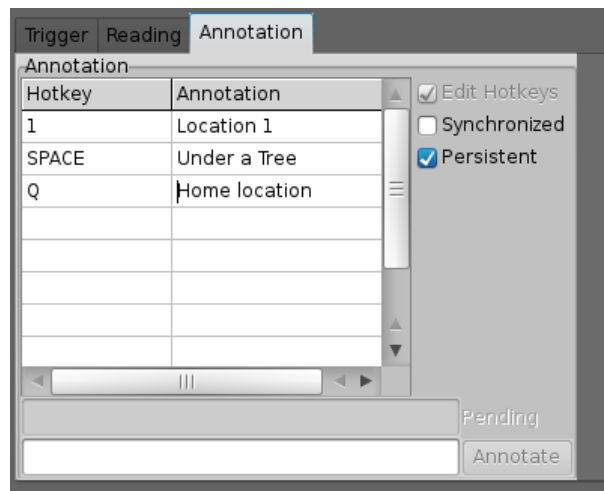 Trigger Reading Annotation
Annotation
Hotkey Annotation
1 Location 1
SPACE Under a Tree
Q Home location
Edit Hotkeys
Synchronized
Persistent
Pending
Annotate